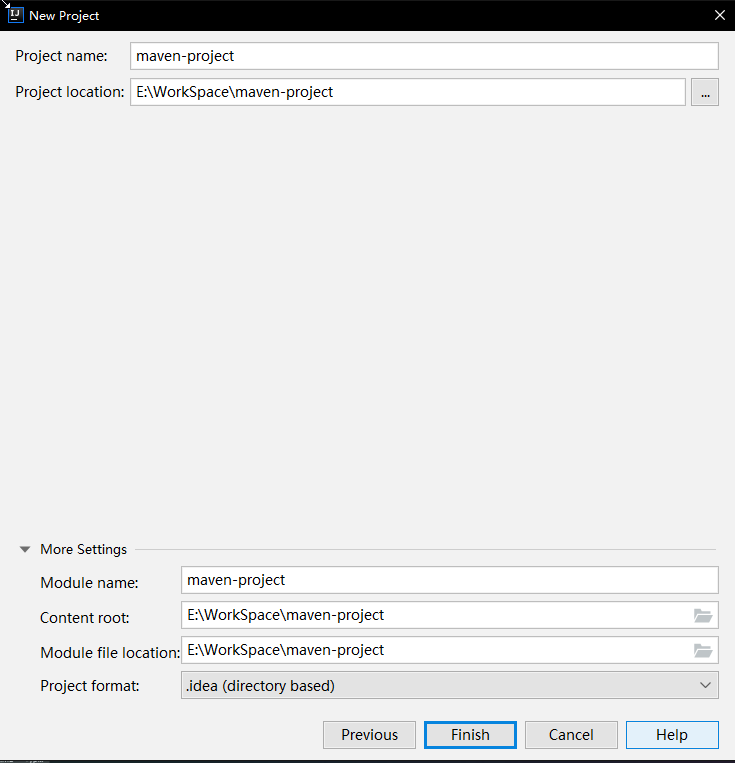 IJ New Project
Project name: maven-project
Project location: E:\WorkSpace\maven-project ...
More Settings
Module name: maven-project
Content root: E:\WorkSpace\maven-project
Module file location: E:\WorkSpace\maven-project
Project format: .idea (directory based)
Previous Finish Cancel Help